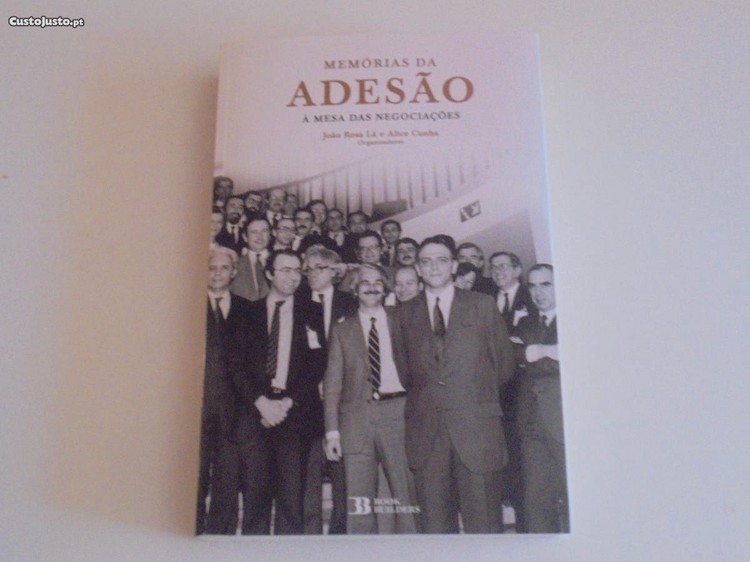 CustoJusto.pt
MEMÓRIAS DA
ADESÃO
À MESA DAS NEGOCIAÇÕES
João Rosa Lã e Alice Cunha
Organizadores
BOOK
BUILDERS